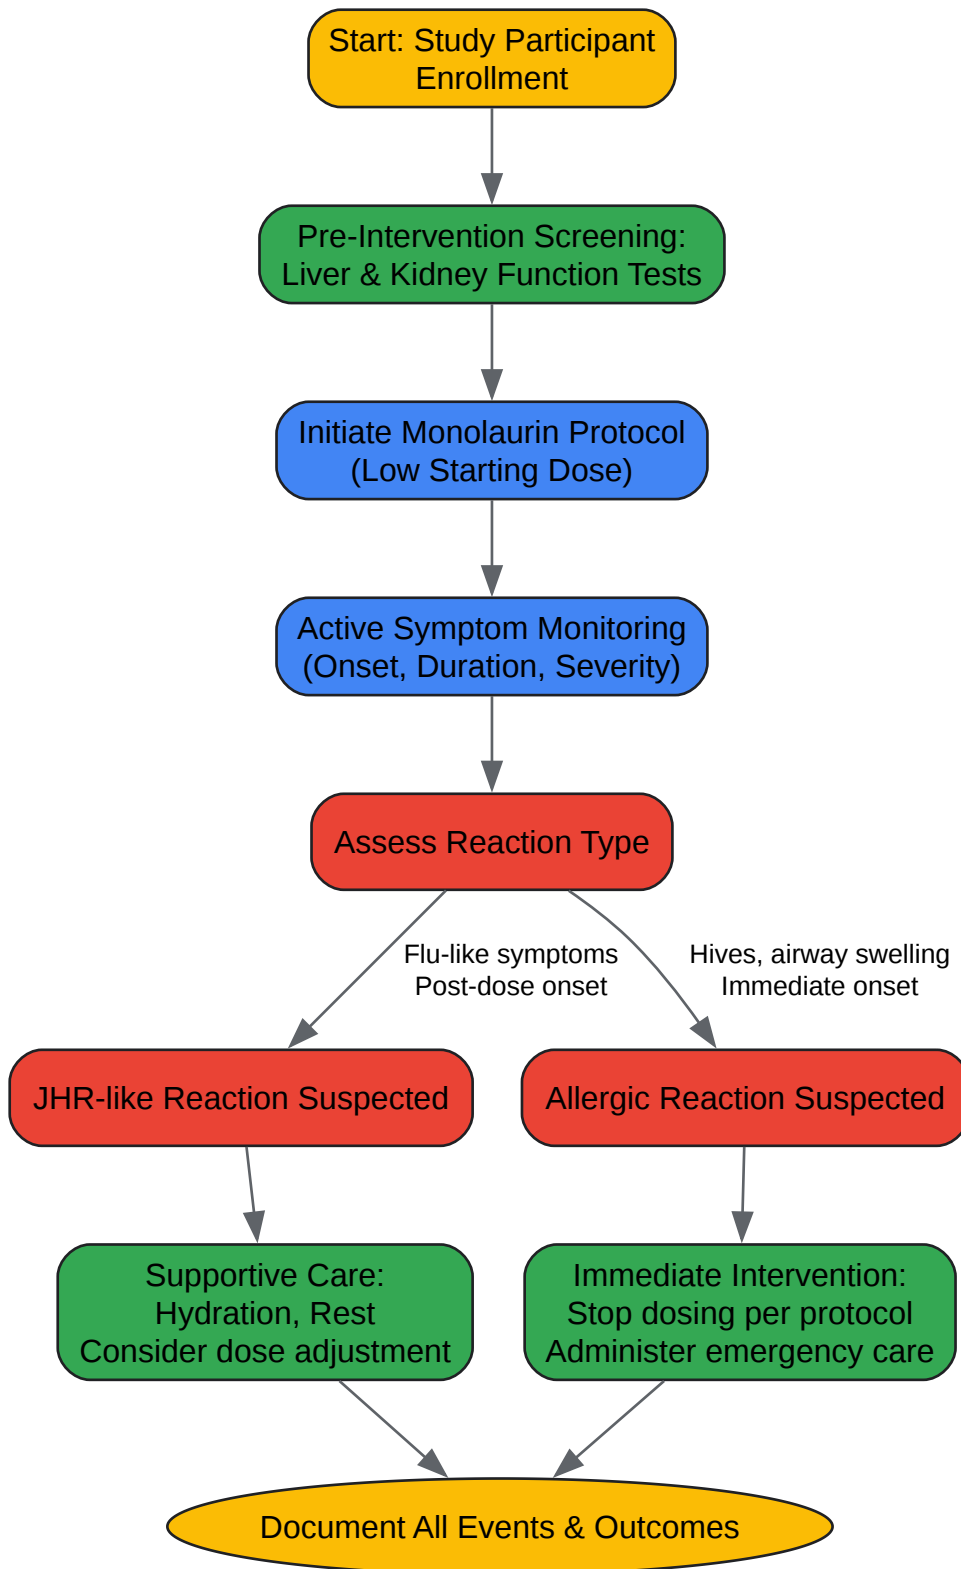 Start: Study Participant
Enrollment
Pre-Intervention Screening:
Liver & Kidney Function Tests
Initiate Monolaurin Protocol
(Low Starting Dose)
Active Symptom Monitoring
(Onset, Duration, Severity)
Assess Reaction Type
Flu-like symptoms
Post-dose onset
Hives, airway swelling
Immediate onset
JHR-like Reaction Suspected
Allergic Reaction Suspected
Supportive Care:
Hydration, Rest
Consider dose adjustment
Immediate Intervention:
Stop dosing per protocol
Administer emergency care
Document All Events & Outcomes